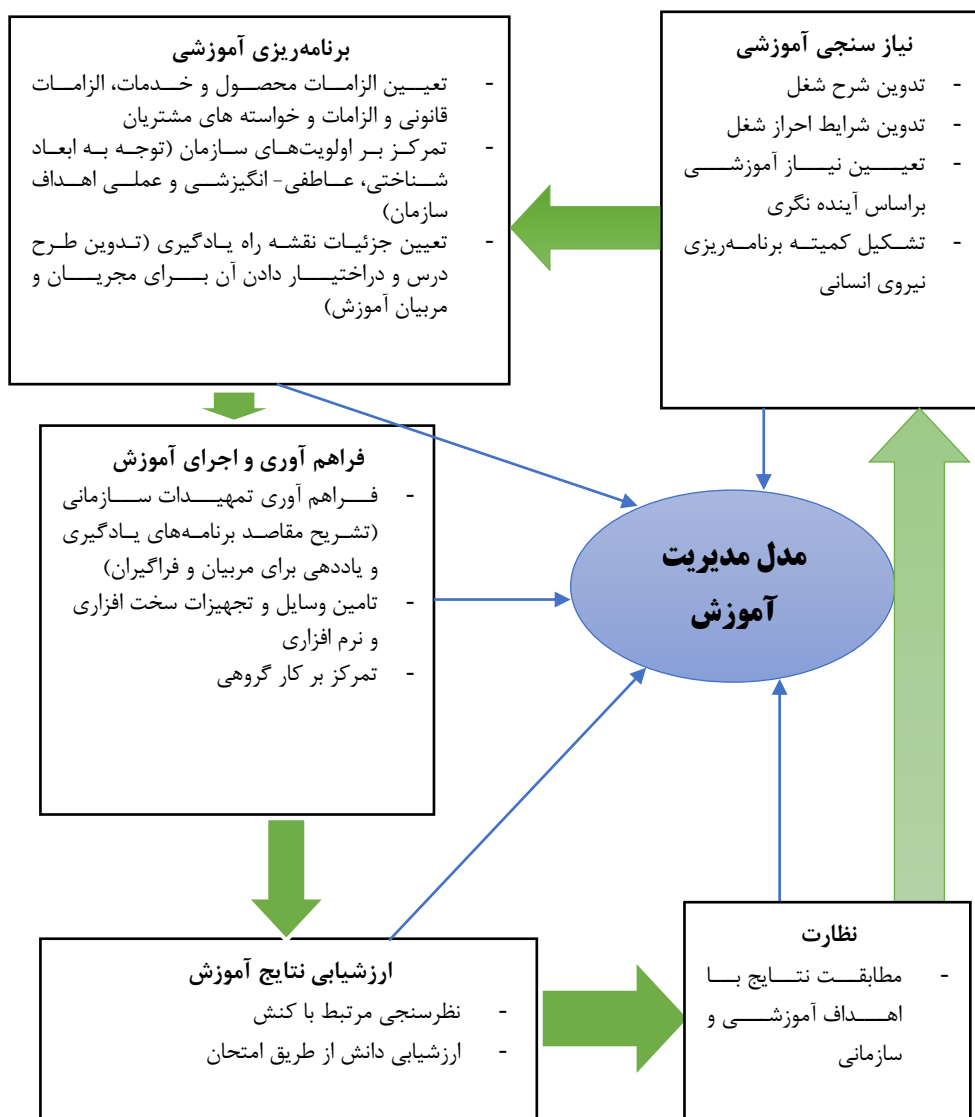 نیاز سنجی آموزشی
- تدوین شرح شغل
- تدوین شرایط احراز شغل
- تعیین نیاز آموزشی
براساس آینده نگری
- تشکیل کمیته برنامه‌ریزی
نیروی انسانی
برنامه‌ریزی آموزشی
- تعیین الزامات محصول و خدمات، الزامات
قانونی و الزامات و خواسته های مشتریان
- تمرکز بر اولویت‌های سازمان (توجه به ابعاد
شناختی، عاطفی- انگیزشی و عملی اهداف
سازمان)
- تعیین جزئیات نقشه راه یادگیری (تدوین طرح
درس و دراختیار دادن آن برای مجریان و
مربیان آموزش)
فراهم آوری و اجرای آموزش
- فراهم آوری تمهیدات سازمانی
(تشریح مقاصد برنامه‌های یادگیری
و یاددهی برای مربیان و فراگیران)
- تامین وسایل و تجهیزات سخت افزاری
و نرم افزاری
- تمرکز بر کار گروهی
مدل مدیریت
آموزش
ارزشیابی نتایج آموزش
- نظرسنجی مرتبط با کنش
- ارزشیابی دانش از طریق امتحان
نظارت
- مطابقت نتایج با
اهداف آموزشی و
سازمانی